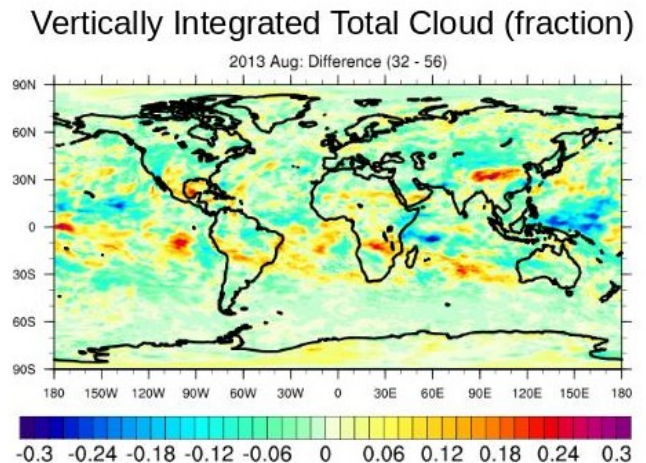 Vertically Integrated Total Cloud (fraction)
2013 Aug: Difference (32 - 56)
90N
60N
30N
0
30S
60S
90S
180 150W 120W 90W 30W 0 30E 60E 90E 120E 150E 180
-0.3 -0.24 -0.18 -0.12 -0.06 0 0.06 0.12 0.18 0.24 0.3